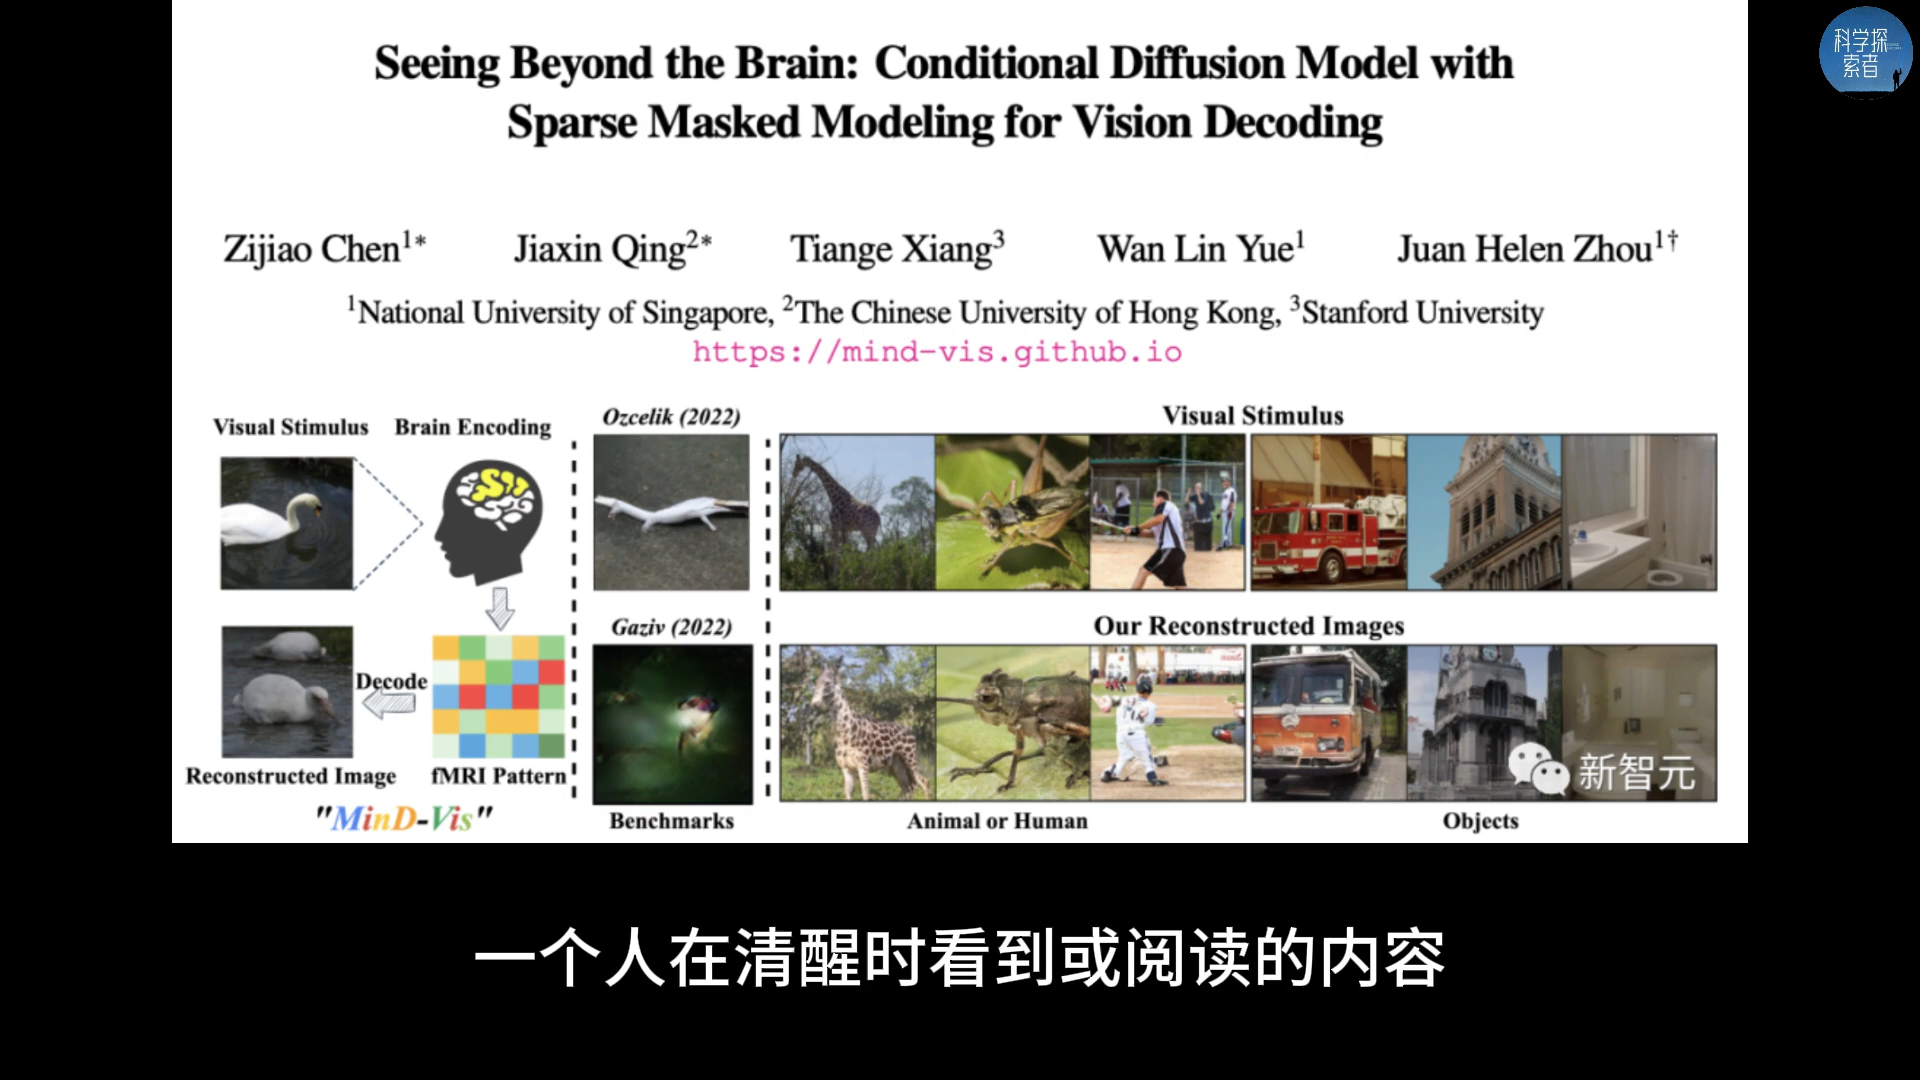 Seeing Beyond the Brain: Conditional Diffusion Model with
Sparse Masked Modeling for Vision Decoding
Zijiao Chen¹* Jiaxin Qing²* Tiange Xiang³ Wan Lin Yue¹ Juan Helen Zhou¹†
¹National University of Singapore, ²The Chinese University of Hong Kong, ³Stanford University
https://mind-vis.github.io
Visual Stimulus
Brain Encoding
Decode
Reconstructed Image
fMRI Pattern
"MinD-Vis"
Ozcelik (2022)
Gaziv (2022)
Benchmarks
Visual Stimulus
Our Reconstructed Images
Animal or Human
Objects
新智元
科学探
索者
一个人在清醒时看到或阅读的内容